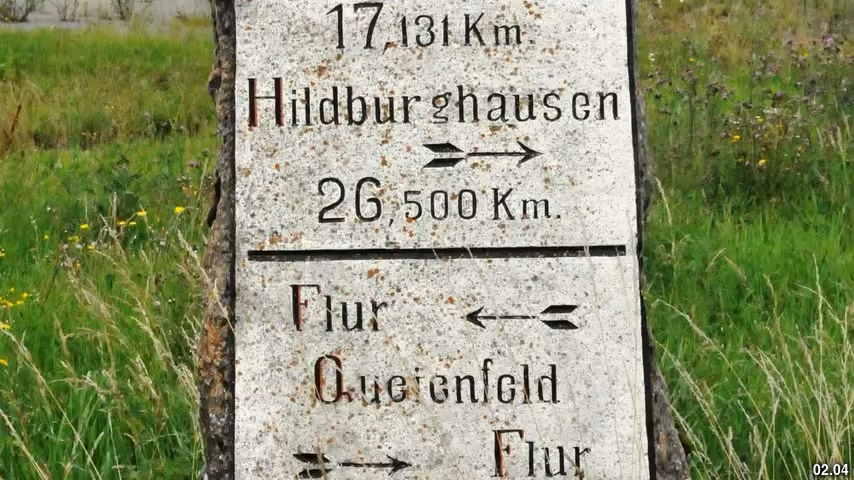 17,131 Km.
Hildburghausen
26,500 Km.
Flur
Queienfeld
Flur
02.04